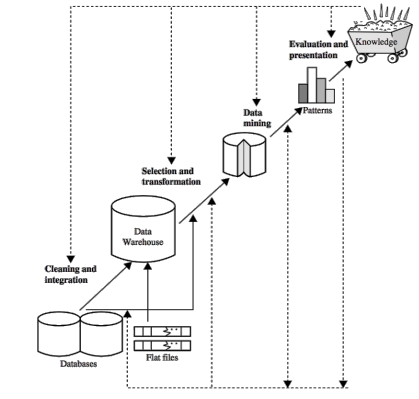 Evaluation and
presentation
Knowledge
Patterns
Data
mining
Selection and
transformation
Data
Warehouse
Cleaning and
integration
Databases
Flat files